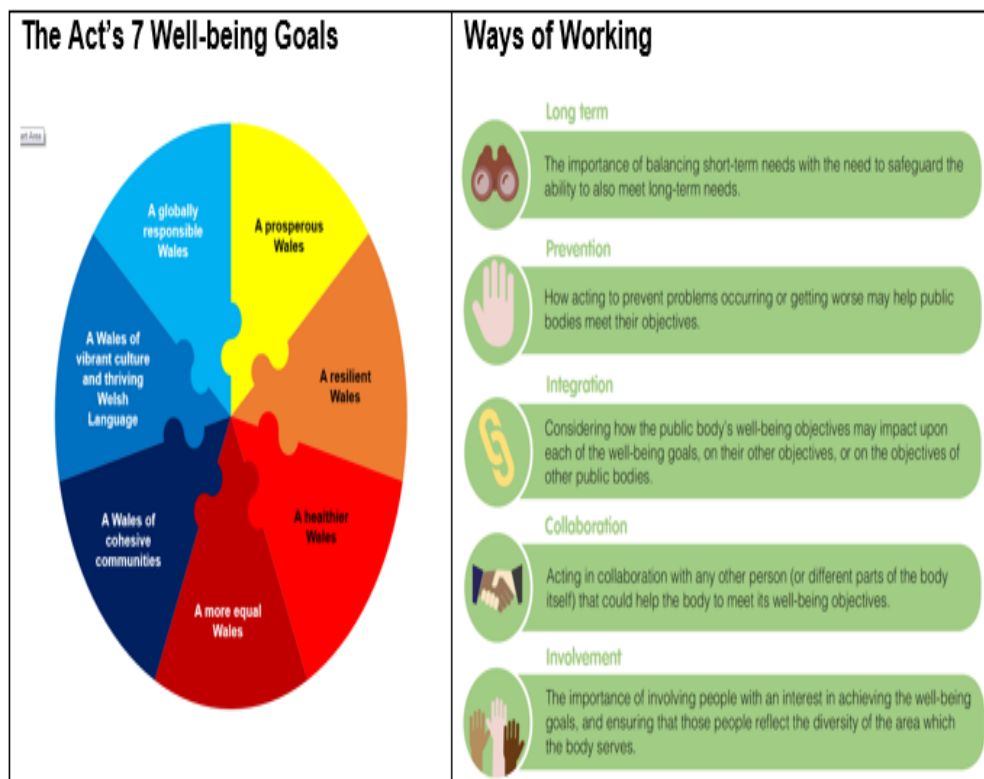 The Act's 7 Well-being Goals
A globally
responsible
Wales
A prosperous
Wales
A Wales of
vibrant culture
and thriving
Welsh
Language
A resilient
Wales
A Wales of
cohesive
communities
A healthier
Wales
A more equal
Wales
Ways of Working
Long term
The importance of balancing short-term needs with the need to safeguard the
ability to also meet long-term needs.
Prevention
How acting to prevent problems occurring or getting worse may help public
bodies meet their objectives.
Integration
Considering how the public body's well-being objectives may impact upon
each of the well-being goals, on their other objectives, or on the objectives of
other public bodies.
Collaboration
Acting in collaboration with any other person (or different parts of the body
itself) that could help the body to meet its well-being objectives.
Involvement
The importance of involving people with an interest in achieving the well-being
goals, and ensuring that those people reflect the diversity of the area which
the body serves.